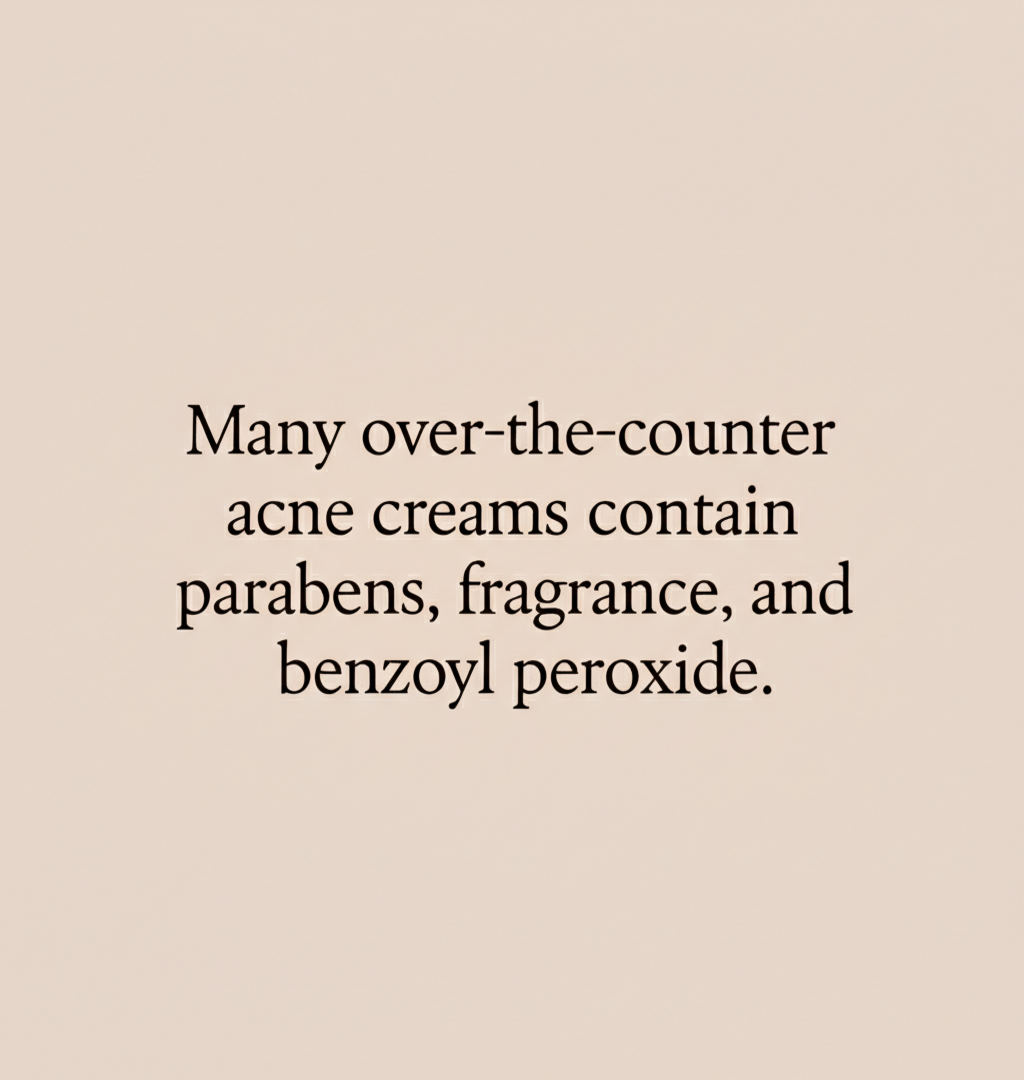 Many over-the-counter
acne creams contain
parabens, fragrance, and
benzoyl peroxide.